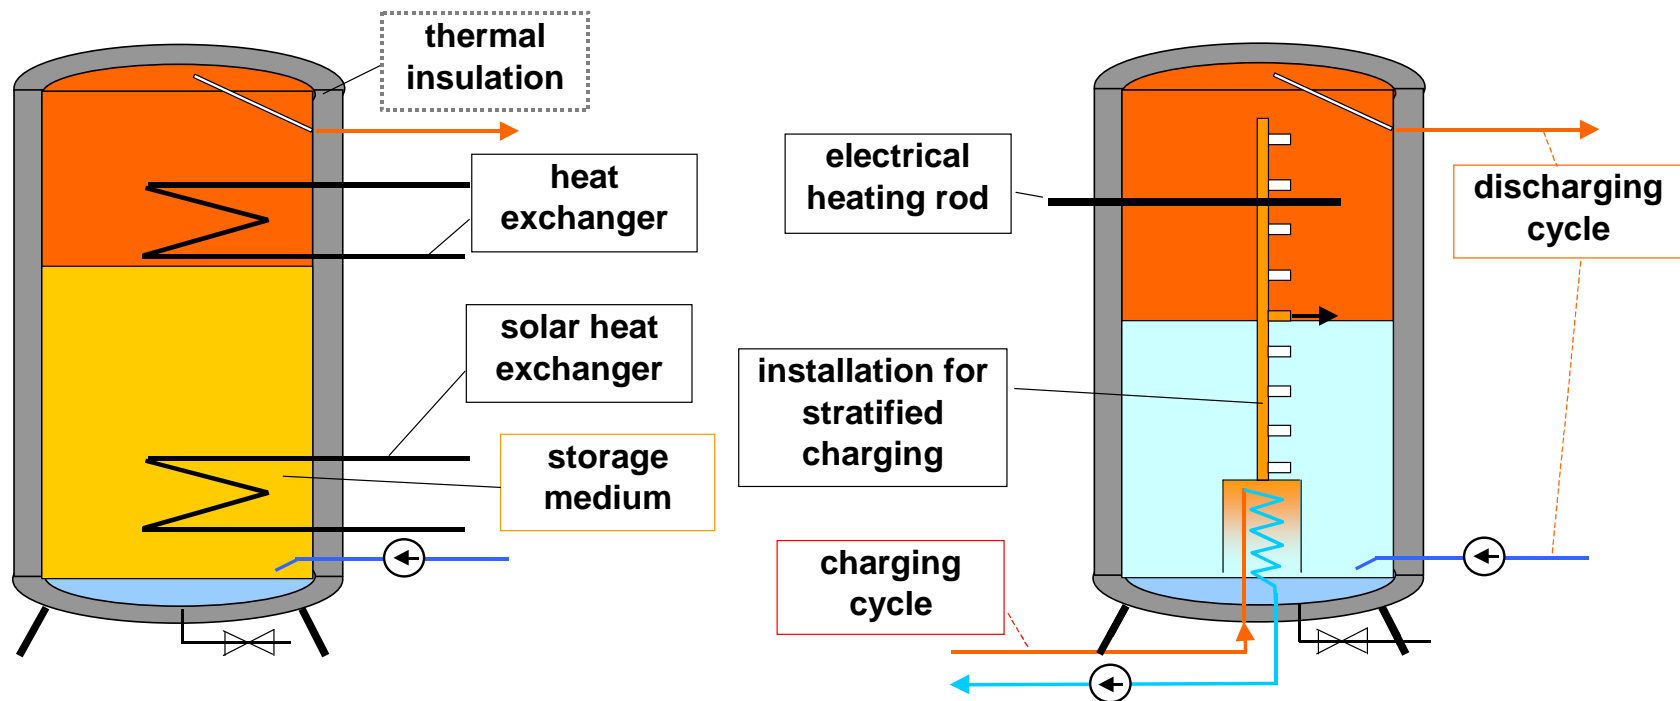 thermal
insulation
heat
exchanger
solar heat
exchanger
storage
medium
electrical
heating rod
discharging
cycle
installation for
stratified
charging
charging
cycle